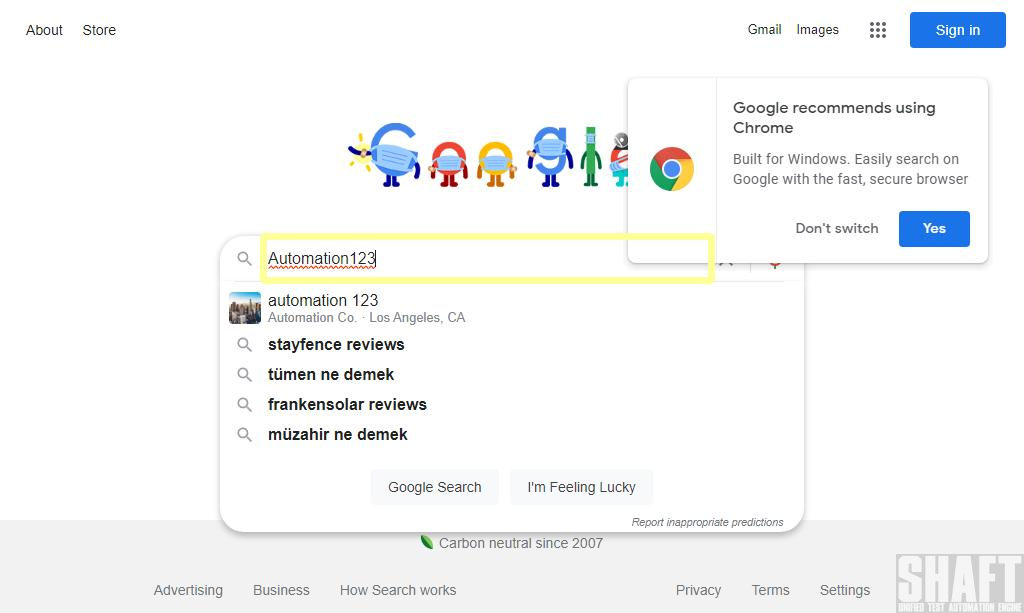 About Store Gmail Images Sign in
Google
Google recommends using
Chrome
Built for Windows. Easily search on
Google with the fast, secure browser
Don't switch Yes
Automation123
automation 123
Automation Co. · Los Angeles, CA
stayfence reviews
tümen ne demek
frankensolar reviews
müzahir ne demek
Google Search I'm Feeling Lucky
Report inappropriate predictions
Carbon neutral since 2007
Advertising Business How Search works Privacy Terms Settings
SHAFT
UNIFIED TEST AUTOMATION ENGINE